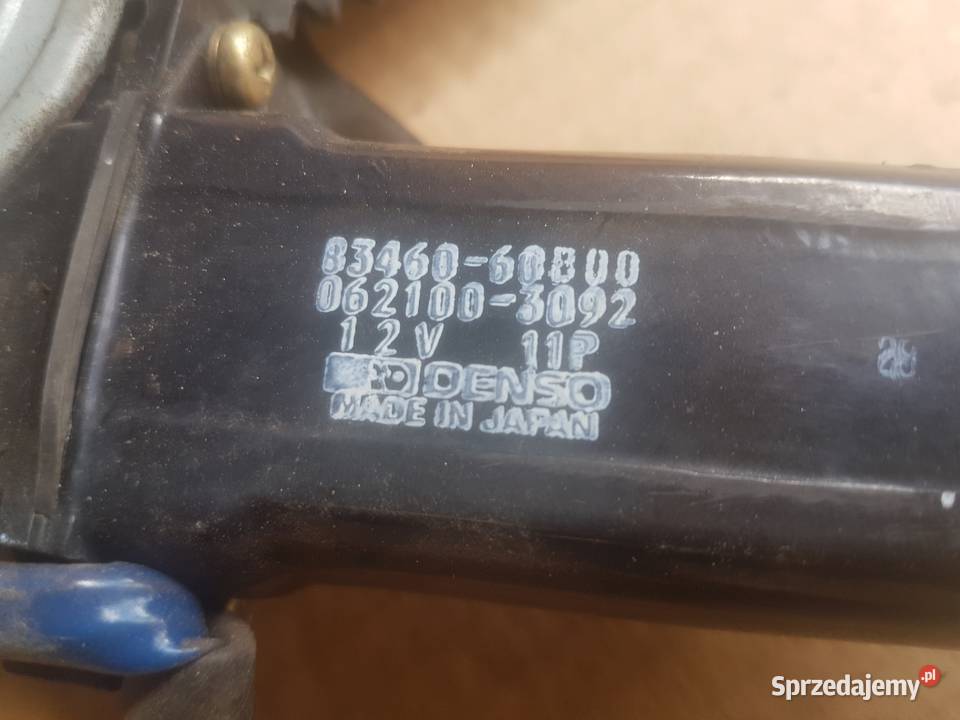 83460-60B00
062100-3092
12V 11P
DENSO
MADE IN JAPAN
Sprzedajemy.pl